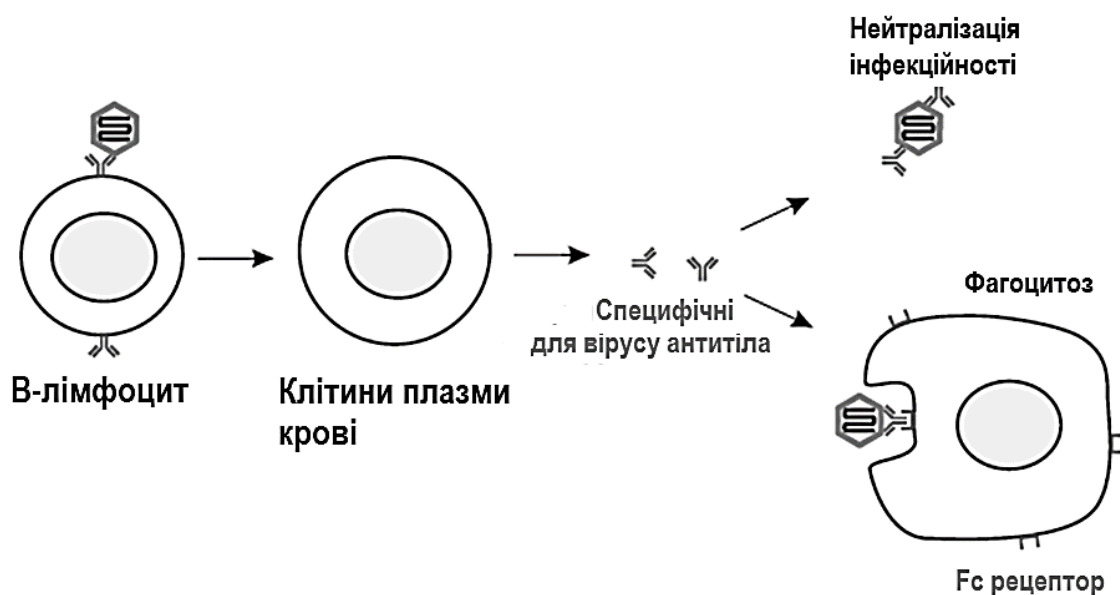 Нейтралізація
інфекційності
В-лімфоцит
Клітини плазми
крові
Специфічні
для вірусу антитіла
Фагоцитоз
Fc рецептор